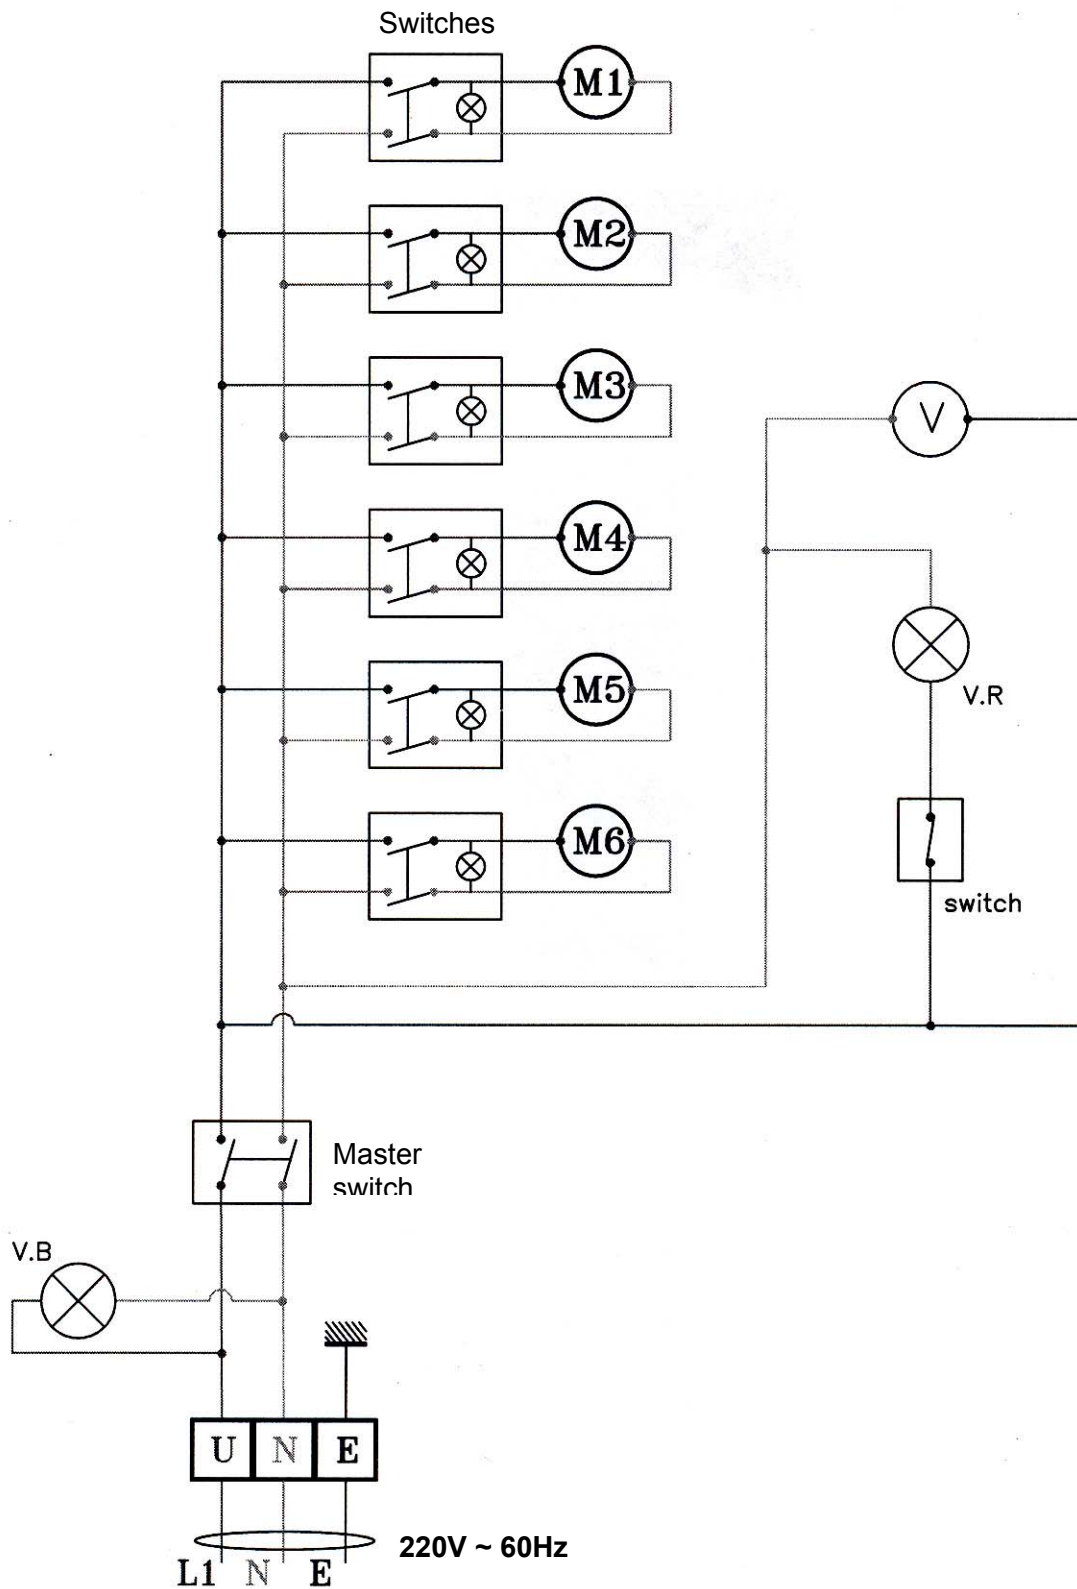 Switches
M1
M2
M3
V
M4
V.R
M5
M6
switch
Master
switch
V.B
U N E
220V ~ 60Hz
L1 N E